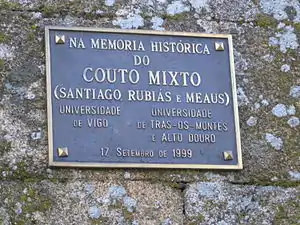 NA MEMORIA HISTÓRICA
DO
COUTO MIXTO
(SANTIAGO RUBIÁS E MEAUS)
UNIVERSIDADE
DE VIGO
UNIVERSIDADE
DE TRAS-OS-MONTES
E ALTO DOURO
17 SETEMBRO DE 1999